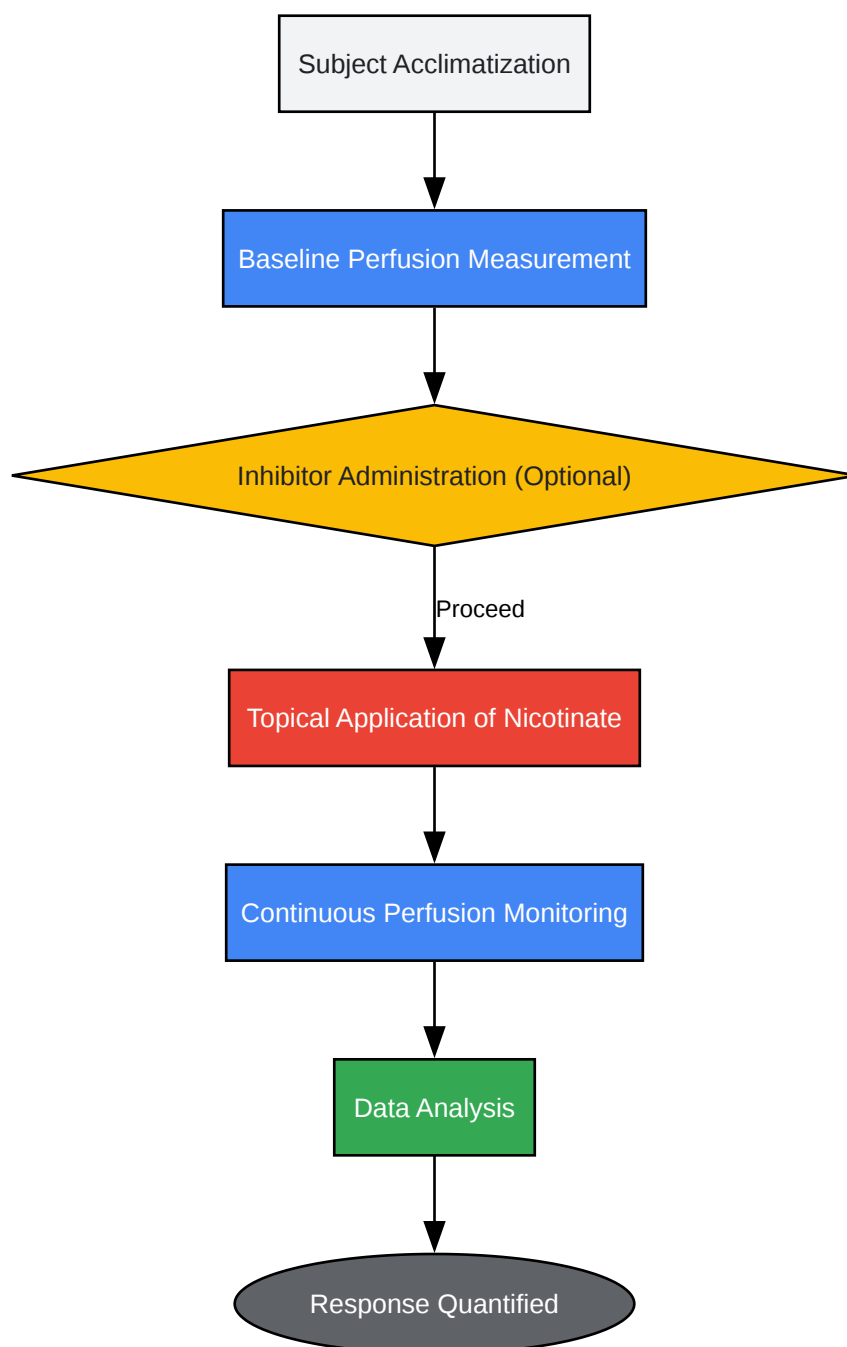 Subject Acclimatization
Baseline Perfusion Measurement
Inhibitor Administration (Optional)
Proceed
Topical Application of Nicotinate
Continuous Perfusion Monitoring
Data Analysis
Response Quantified